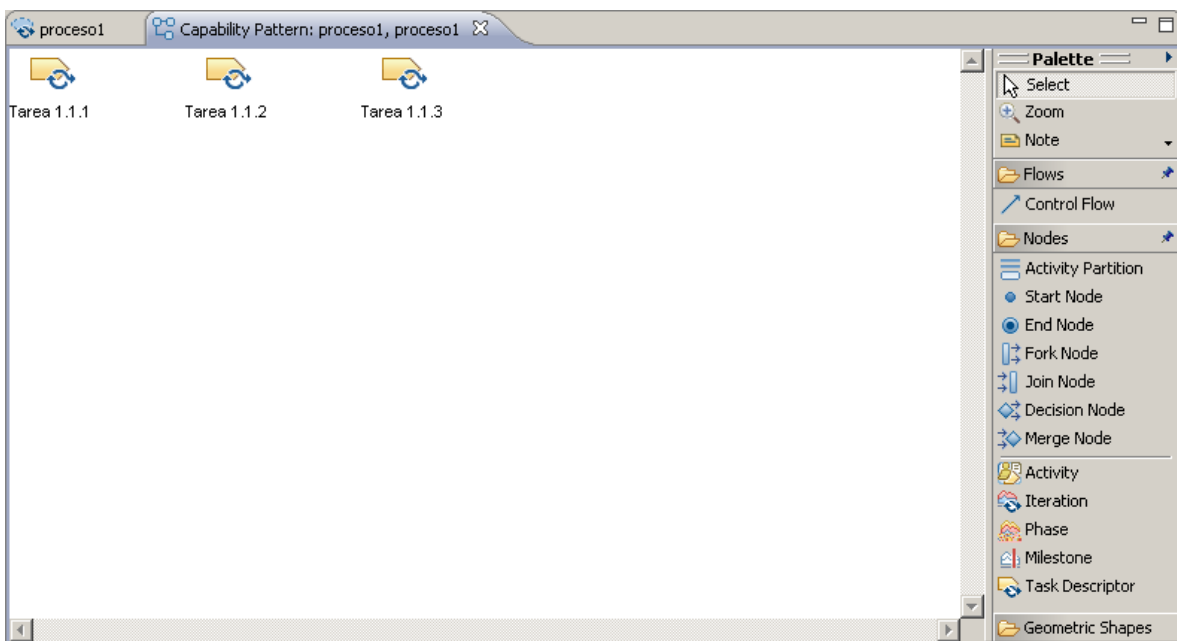 proceso1
Capability Pattern: proceso1, proceso1
Tarea 1.1.1
Tarea 1.1.2
Tarea 1.1.3
Palette
Select
Zoom
Note
Flows
Control Flow
Nodes
Activity Partition
Start Node
End Node
Fork Node
Join Node
Decision Node
Merge Node
Activity
Iteration
Phase
Milestone
Task Descriptor
Geometric Shapes